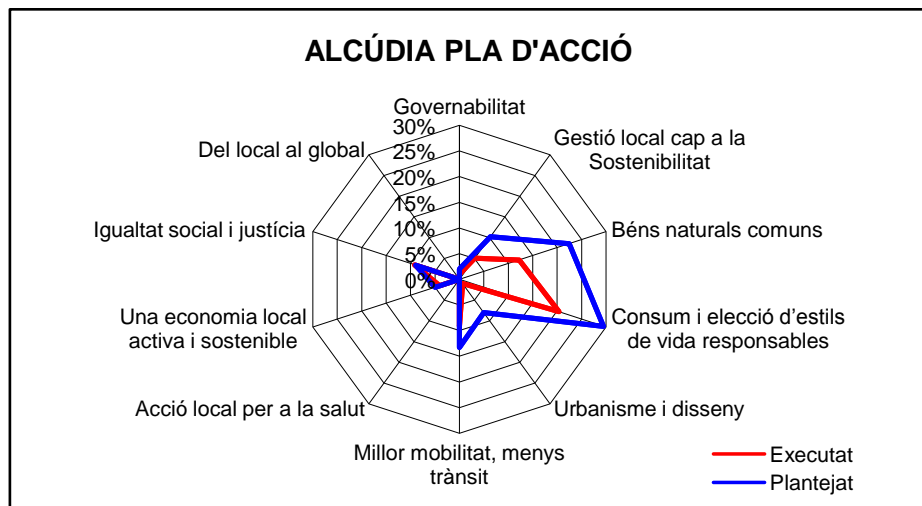 ALCÚDIA PLA D'ACCIÓ
Governabilitat
30%
25%
20%
15%
10%
5%
0%
Gestió local cap a la
Sostenibilitat
Béns naturals comuns
Consum i elecció d’estils
de vida responsables
Urbanisme i disseny
Millor mobilitat, menys
trànsit
Acció local per a la salut
Una economia local
activa i sostenible
Igualtat social i justícia
Del local al global
Executat
Plantejat